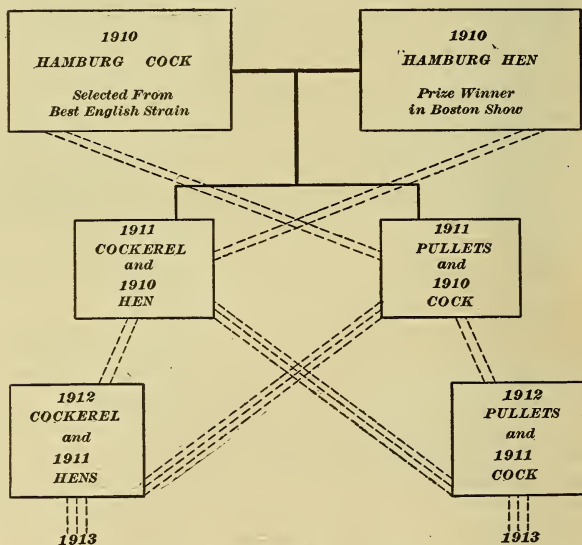 1910
HAMBURG COCK
Selected From
Best English Strain
1910
HAMBURG HEN
Prize Winner
in Boston Show
1911
COCKEREL
and
1910
HEN
1911
PULLETS
and
1910
COCK
1912
COCKEREL
and
1911
HENS
1912
PULLETS
and
1911
COCK
1913
1913